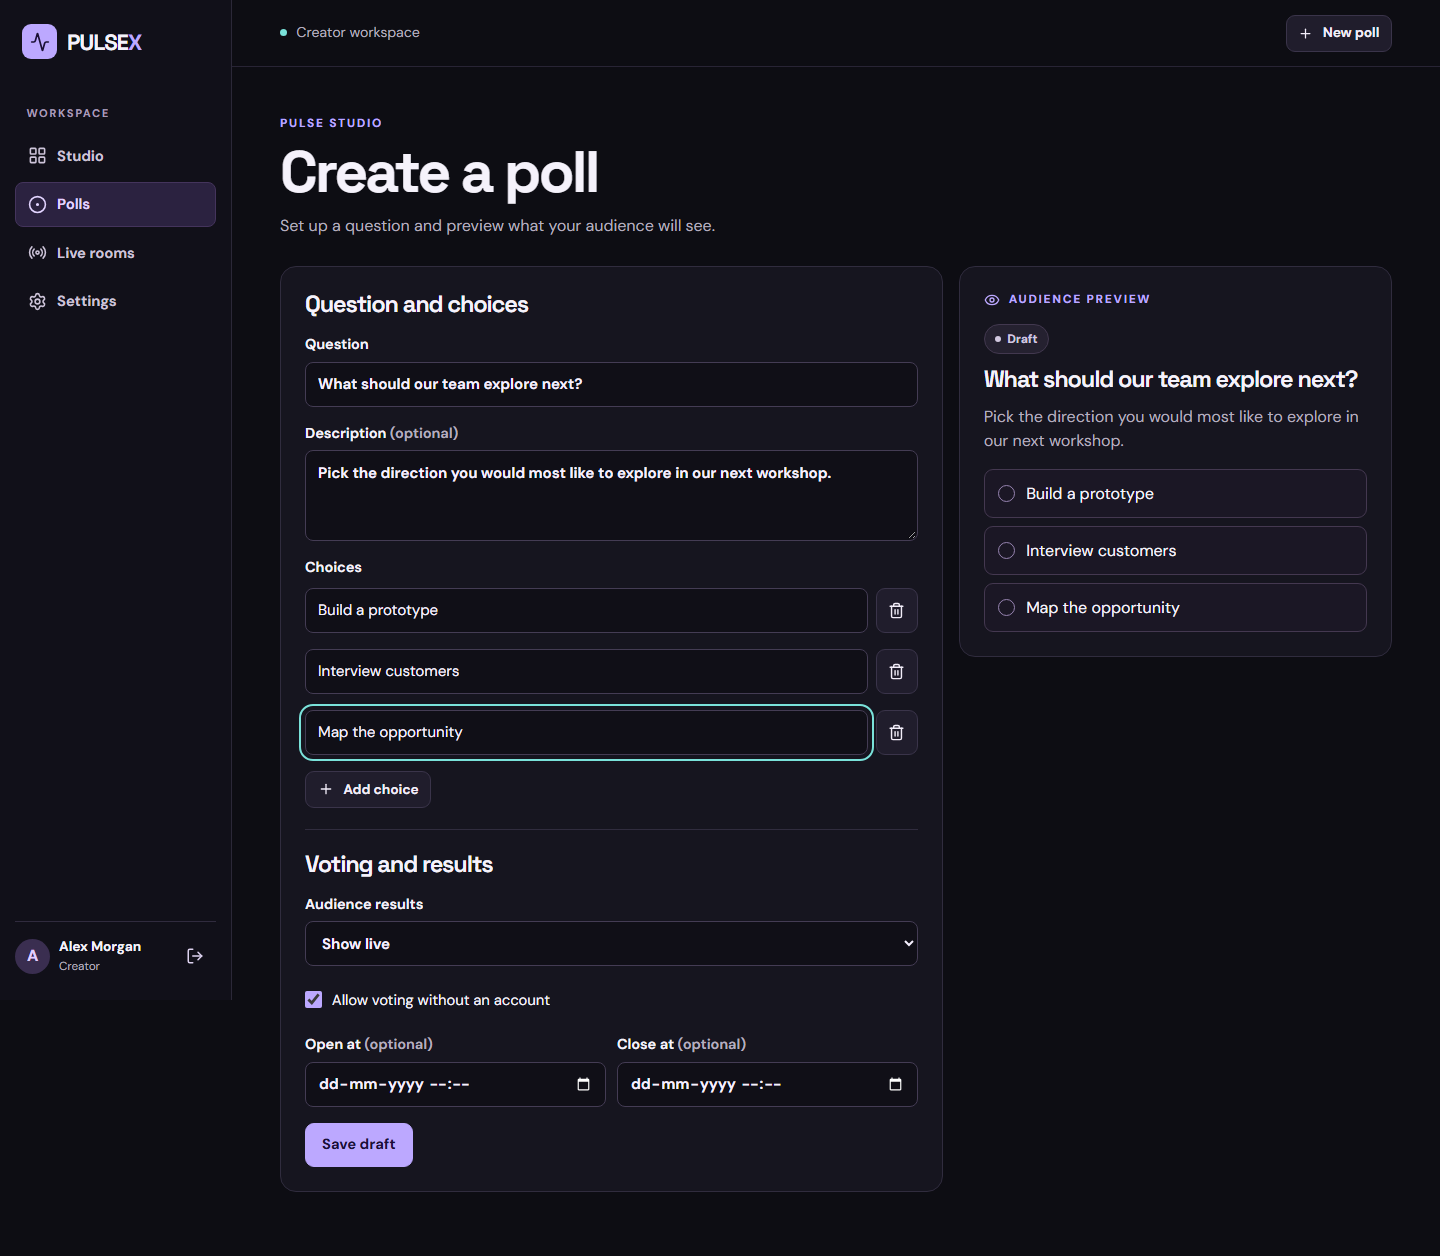 PULSEX
WORKSPACE
Studio
Polls
Live rooms
Settings
A
Alex Morgan
Creator
Creator workspace
New poll
PULSE STUDIO
Create a poll
Set up a question and preview what your audience will see.
Question and choices
Question
What should our team explore next?
Description (optional)
Pick the direction you would most like to explore in our next workshop.
Choices
Build a prototype
Interview customers
Map the opportunity
Add choice
Voting and results
Audience results
Show live
Allow voting without an account
Open at (optional)
Close at (optional)
dd-mm-yyyy --:--
dd-mm-yyyy --:--
Save draft
AUDIENCE PREVIEW
Draft
What should our team explore next?
Pick the direction you would most like to explore in
our next workshop.
Build a prototype
Interview customers
Map the opportunity